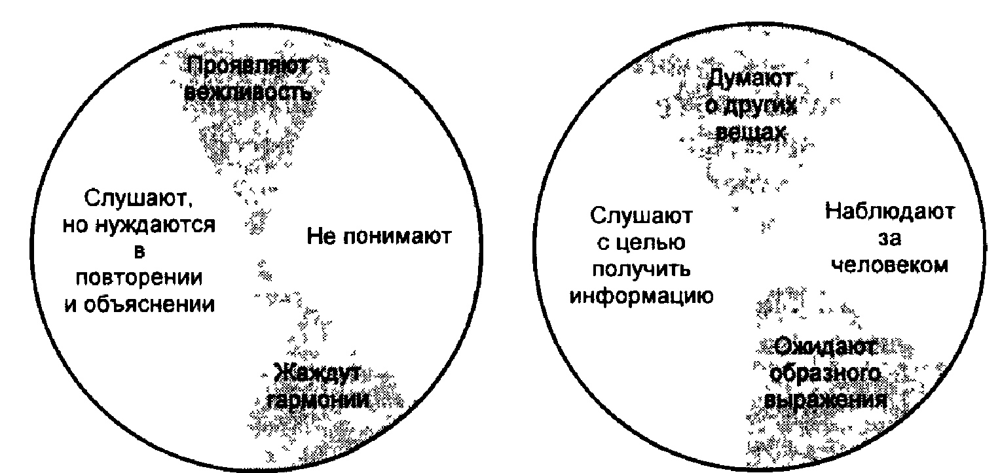 Проявляют
вежливость
Слушают,
но нуждаются
в
повторении
и объяснении
Не понимают
Жаждут
гармонии
Думают
о других
вещах
Слушают
с целью
получить
информацию
Наблюдают
за
человеком
Ожидают
образного
выражения